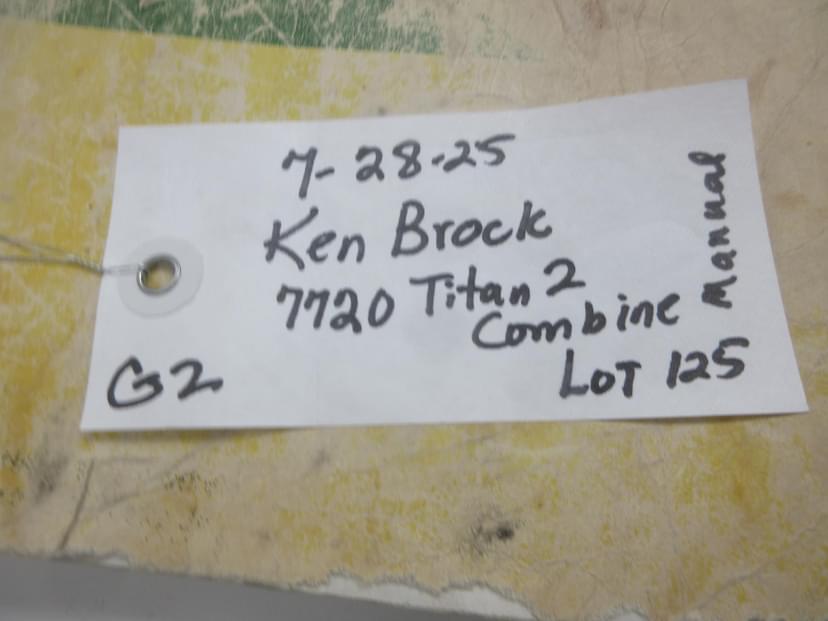 7-28-25
Ken Brock
7720 Titan 2
Combine
Manual
LOT 125
G2